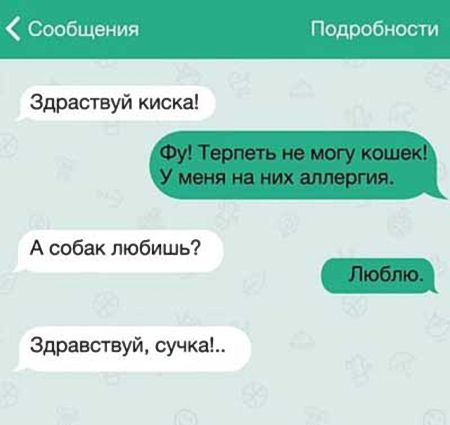 Сообщения Подробности
Здраствуй киска!
Фу! Терпеть не могу кошек!
У меня на них аллергия.
А собак любишь?
Люблю.
Здравствуй, сучка!..